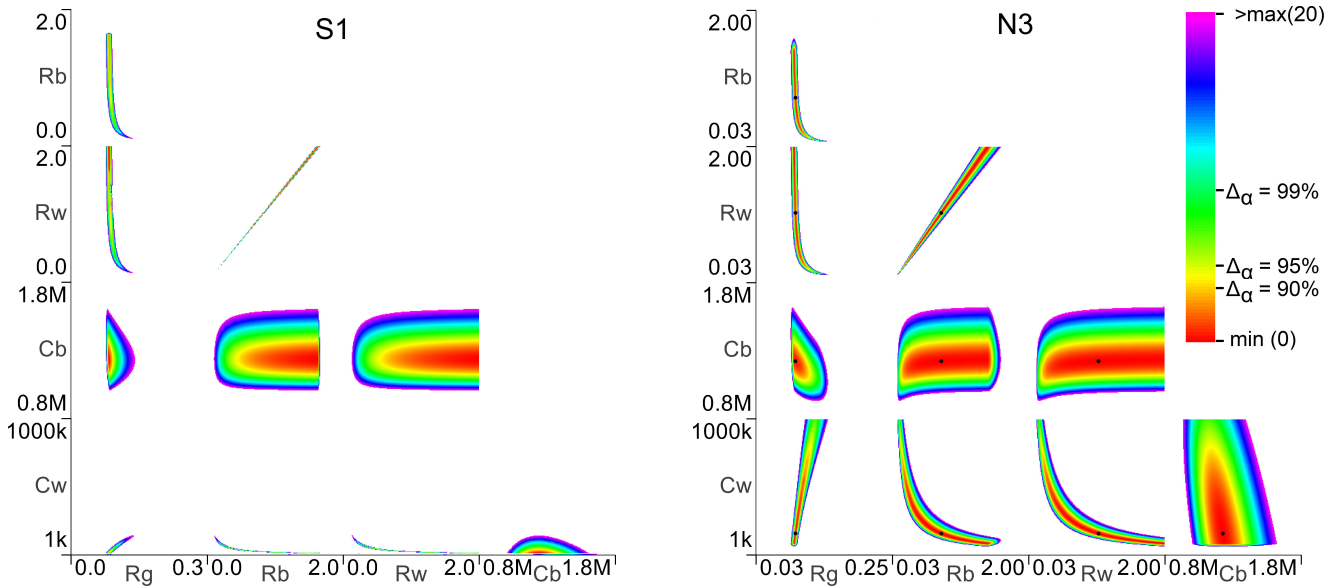 S1
2.0
Rb
0.0
2.0
Rw
0.0
1.8M
Cb
0.8M
1000k
Cw
1k
0.0 Rg 0.3 0.0 Rb 2.0 0.0 Rw 2.0 0.8M Cb 1.8M
N3
2.00
Rb
0.03
2.00
Rw
0.03
1.8M
Cb
0.8M
1000k
Cw
1k
0.03 Rg 0.25 0.03 Rb 2.00 0.03 Rw 2.00 0.8M Cb 1.8M
>max(20)
Δα = 99%
Δα = 95%
Δα = 90%
min (0)